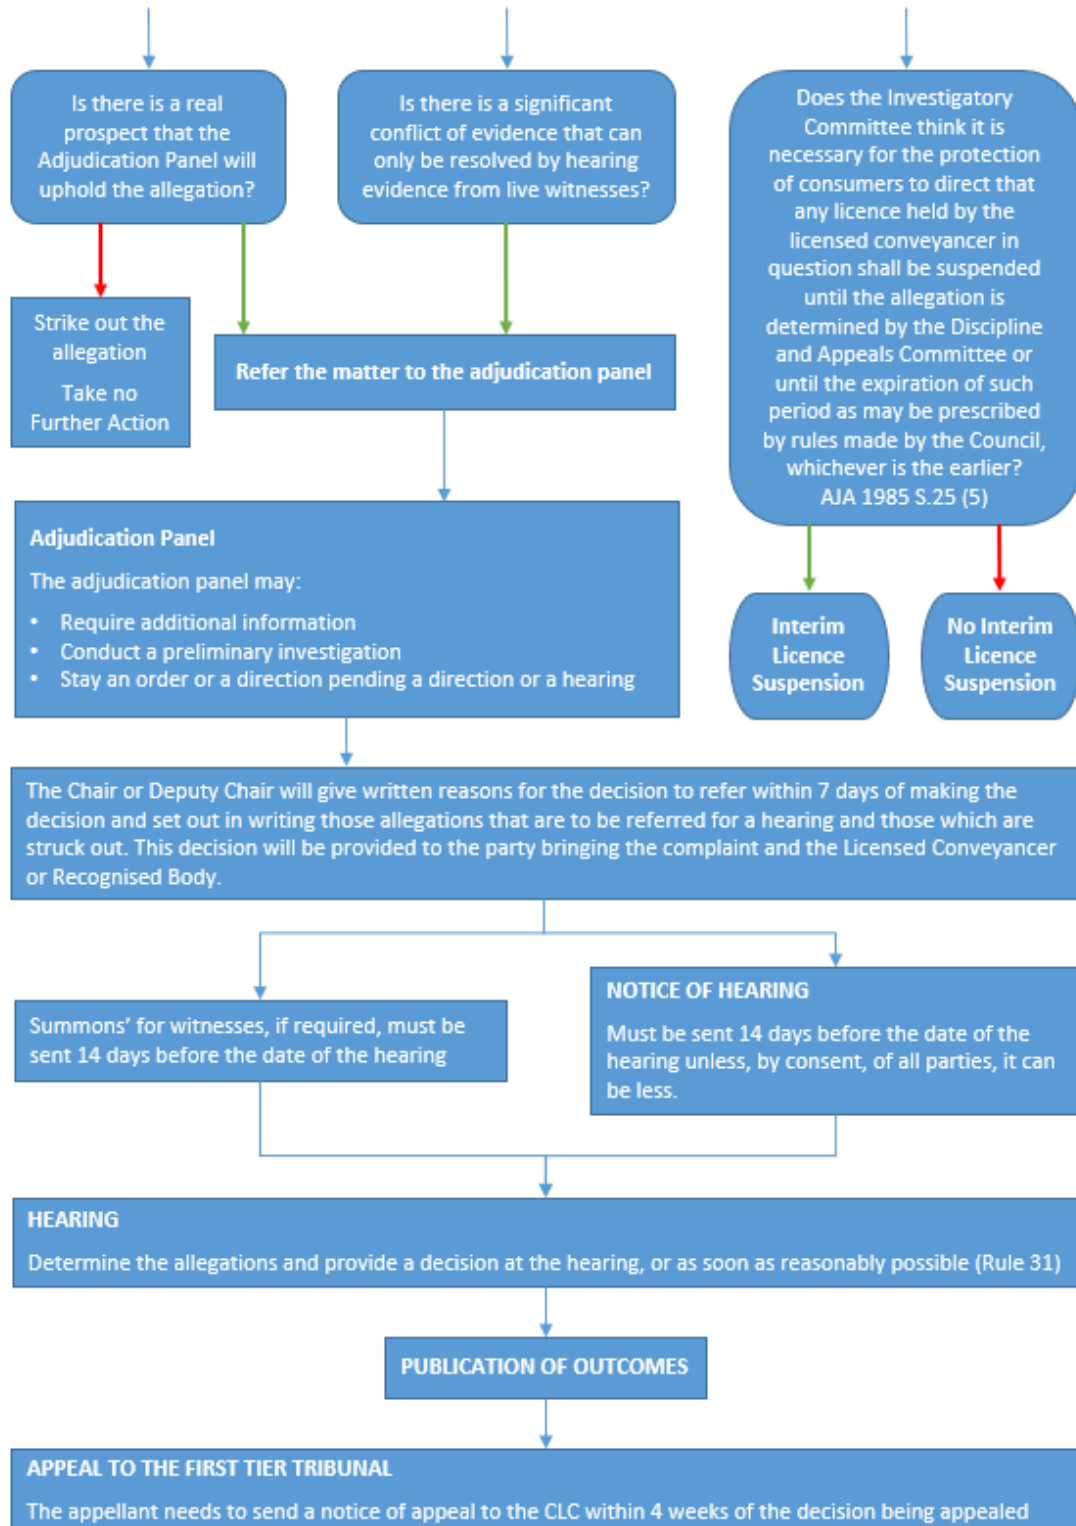 Is there is a real
prospect that the
Adjudication Panel will
uphold the allegation?
Is there is a significant
conflict of evidence that can
only be resolved by hearing
evidence from live witnesses?
Does the Investigatory
Committee think it is
necessary for the protection
of consumers to direct that
any licence held by the
licensed conveyancer in
question shall be suspended
until the allegation is
determined by the Discipline
and Appeals Committee or
until the expiration of such
period as may be prescribed
by rules made by the Council,
whichever is the earlier?
AJA 1985 S.25 (5)
Strike out the
allegation
Take no
Further Action
Refer the matter to the adjudication panel
Adjudication Panel
The adjudication panel may:
• Require additional information
• Conduct a preliminary investigation
• Stay an order or a direction pending a direction or a hearing
Interim
Licence
Suspension
No Interim
Licence
Suspension
The Chair or Deputy Chair will give written reasons for the decision to refer within 7 days of making the
decision and set out in writing those allegations that are to be referred for a hearing and those which are
struck out. This decision will be provided to the party bringing the complaint and the Licensed Conveyancer
or Recognised Body.
Summons’ for witnesses, if required, must be
sent 14 days before the date of the hearing
NOTICE OF HEARING
Must be sent 14 days before the date of the
hearing unless, by consent, of all parties, it can
be less.
HEARING
Determine the allegations and provide a decision at the hearing, or as soon as reasonably possible (Rule 31)
PUBLICATION OF OUTCOMES
APPEAL TO THE FIRST TIER TRIBUNAL
The appellant needs to send a notice of appeal to the CLC within 4 weeks of the decision being appealed